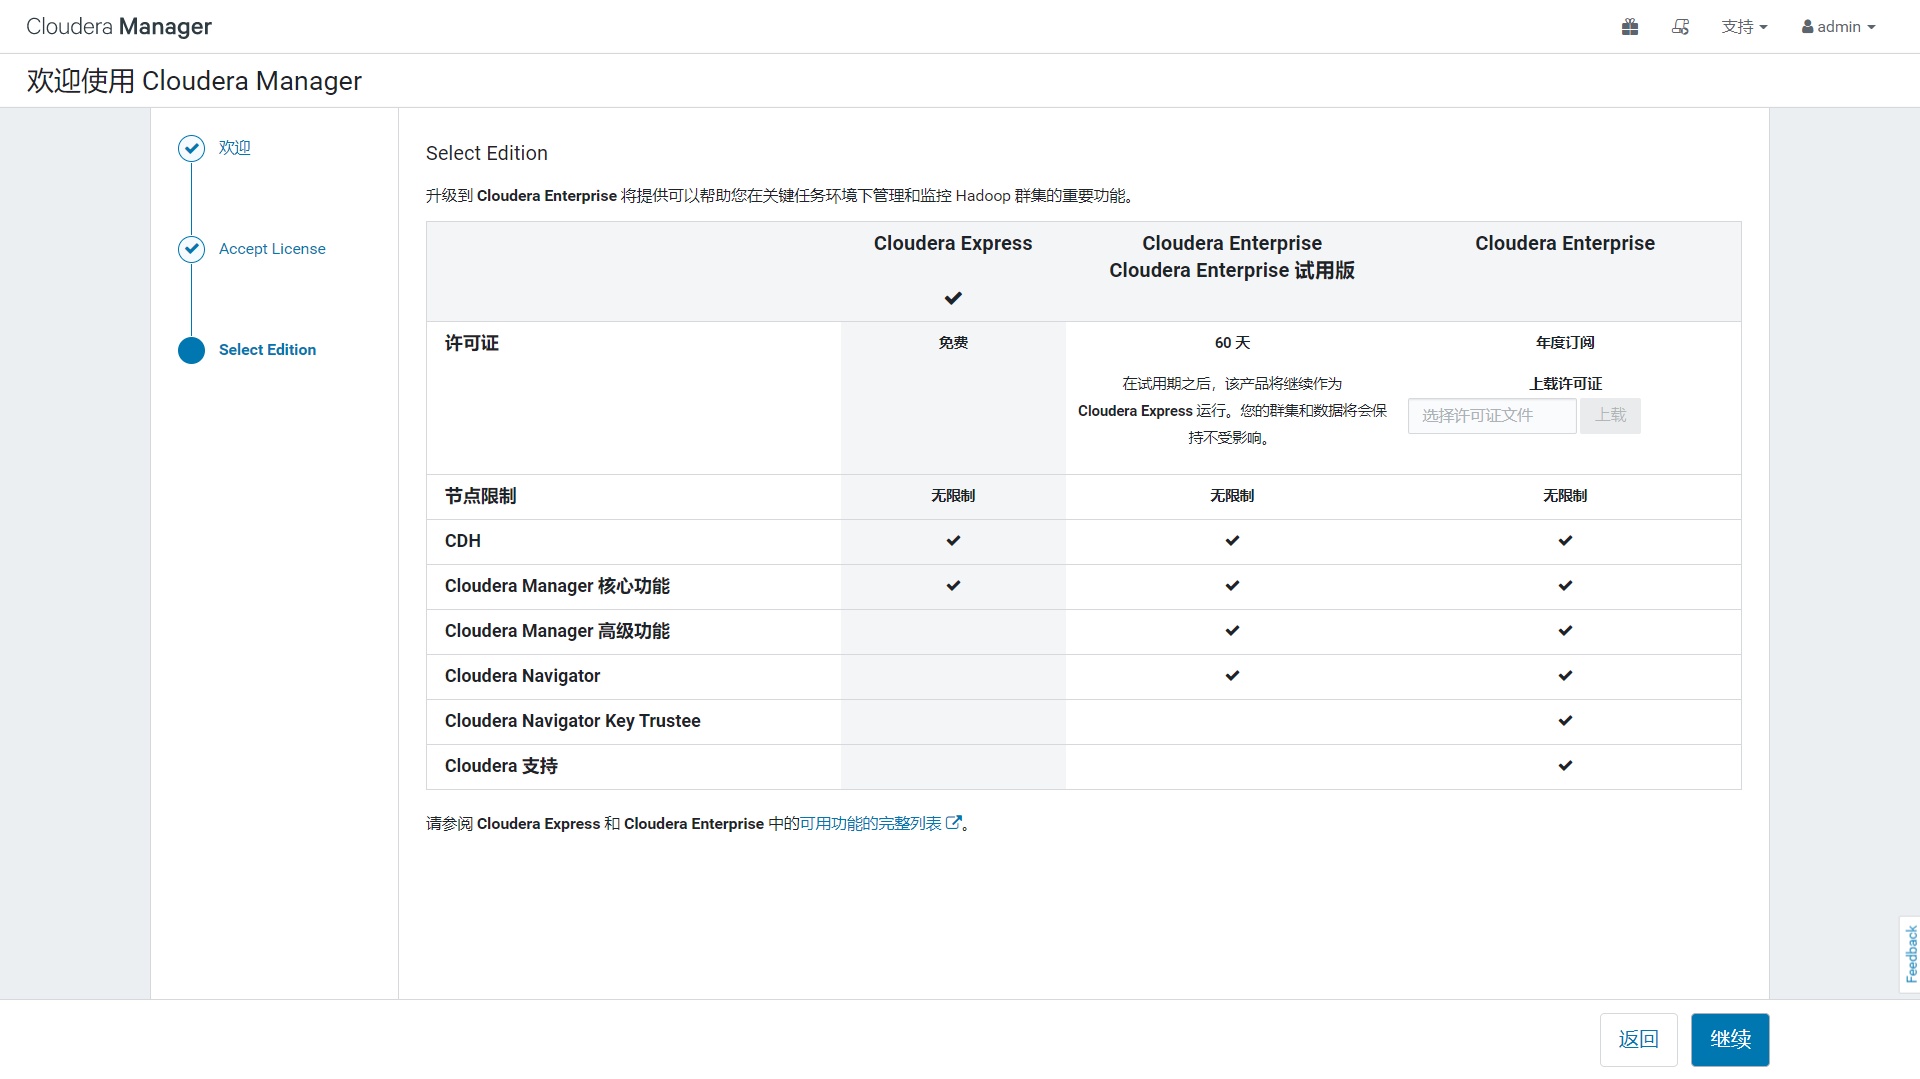 Cloudera Manager
支持
admin
欢迎使用 Cloudera Manager
欢迎
Accept License
Select Edition
Select Edition
升级到 Cloudera Enterprise 将提供可以帮助您在关键任务环境下管理和监控 Hadoop 群集的重要功能。
Cloudera Express
Cloudera Enterprise
Cloudera Enterprise 试用版
Cloudera Enterprise
许可证
免费
60 天
在试用期之后，该产品将继续作为
Cloudera Express 运行。您的群集和数据将会保
持不受影响。
年度订阅
上载许可证
选择许可证文件
上载
节点限制
无限制
无限制
无限制
CDH
Cloudera Manager 核心功能
Cloudera Manager 高级功能
Cloudera Navigator
Cloudera Navigator Key Trustee
Cloudera 支持
请参阅 Cloudera Express 和 Cloudera Enterprise 中的可用功能的完整列表。
Feedback
返回
继续